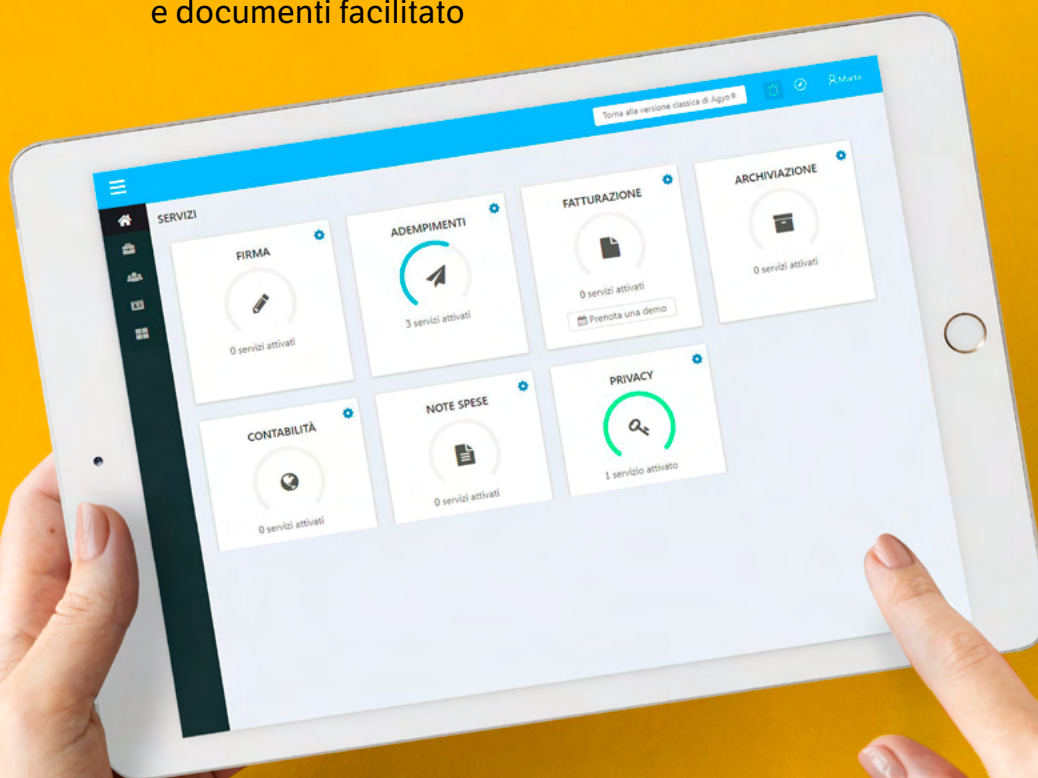 e documenti facilitato
Torna alla versione classica di Agyo
Marta
SERVIZI
FIRMA
0 servizi attivati
ADEMPIMENTI
3 servizi attivati
FATTURAZIONE
0 servizi attivati
Prenota una demo
ARCHIVIAZIONE
0 servizi attivati
CONTABILITÀ
0 servizi attivati
NOTE SPESE
0 servizi attivati
PRIVACY
1 servizio attivato